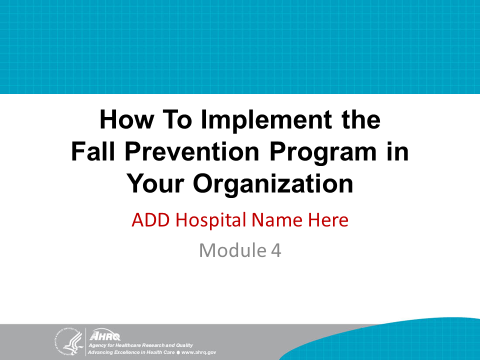 How To Implement the
Fall Prevention Program in
Your Organization
ADD Hospital Name Here
Module 4
AHRQ
Agency for Healthcare Research and Quality
Advancing Excellence in Health Care ■ www.ahrq.gov